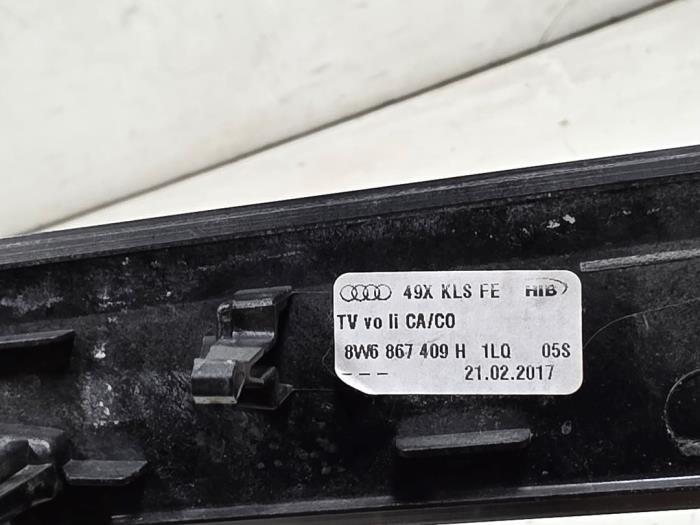 49X KLS FE HIB
TV vo li CA/CO
8W6 867 409 H 1LQ 05S
--- 21.02.2017